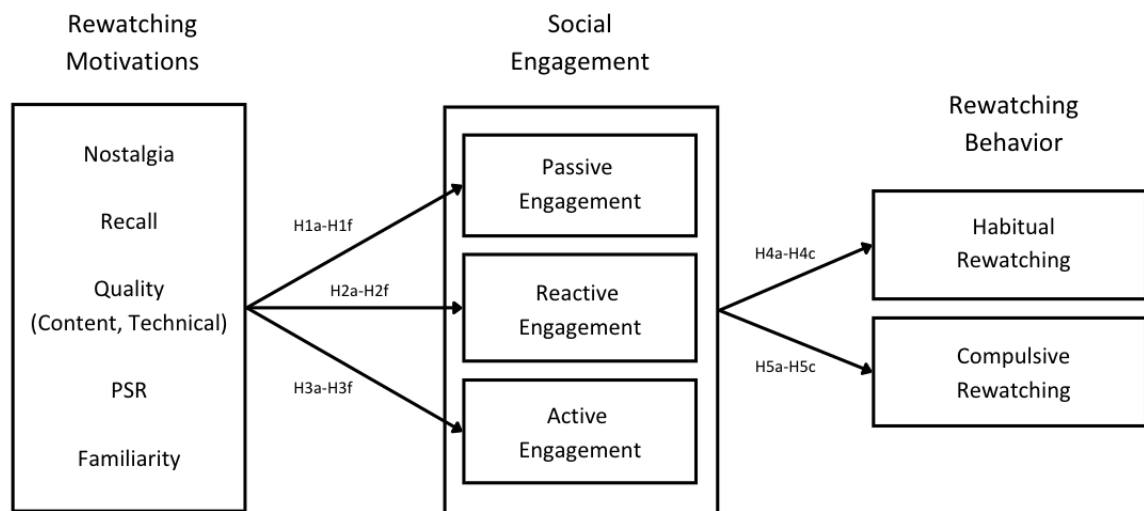 Rewatching
Motivations
Nostalgia
Recall
Quality
(Content, Technical)
PSR
Familiarity
H1a-H1f
H2a-H2f
H3a-H3f
Social
Engagement
Passive
Engagement
Reactive
Engagement
Active
Engagement
H4a-H4c
H5a-H5c
Rewatching
Behavior
Habitual
Rewatching
Compulsive
Rewatching